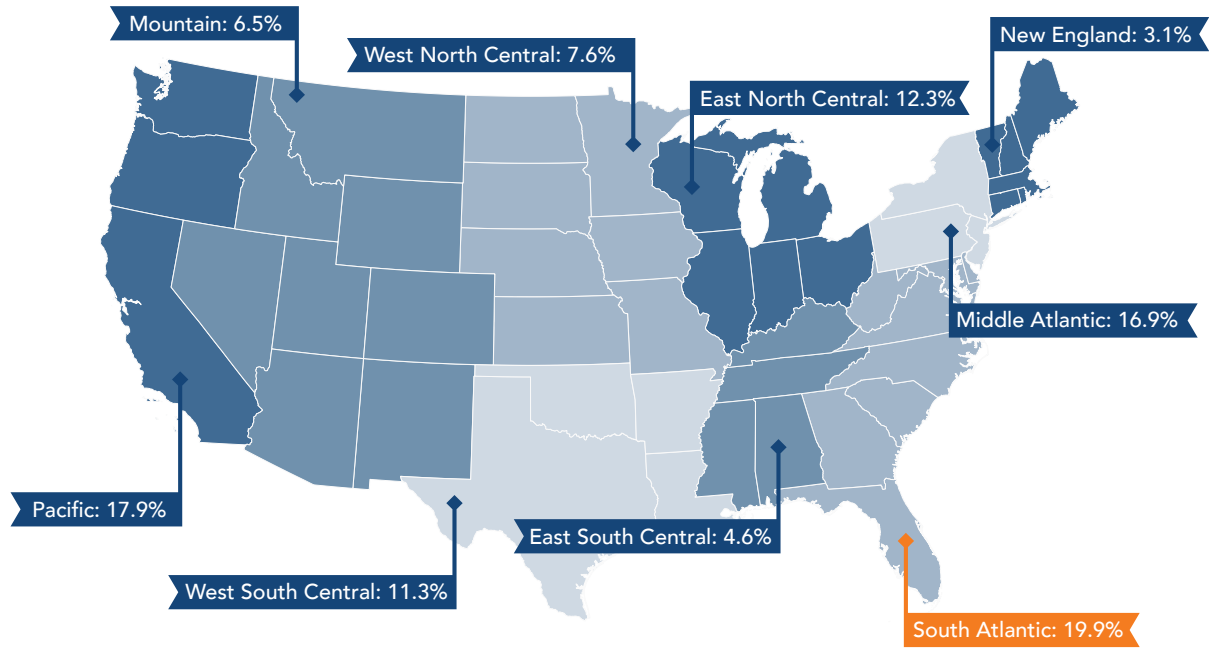 Mountain: 6.5%
New England: 3.1%
West North Central: 7.6%
East North Central: 12.3%
Middle Atlantic: 16.9%
Pacific: 17.9%
East South Central: 4.6%
West South Central: 11.3%
South Atlantic: 19.9%